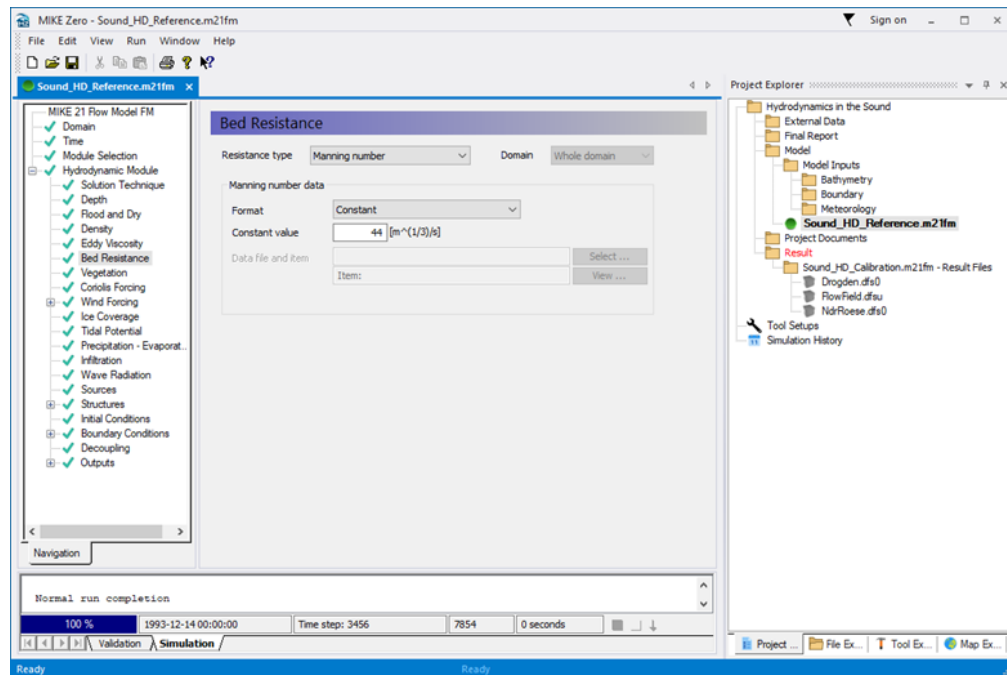 MIKE Zero - Sound_HD_Reference.m21fm
Sign on
File Edit View Run Window Help
Sound_HD_Reference.m21fm
MIKE 21 Flow Model FM
Domain
Time
Module Selection
Hydrodynamic Module
Solution Technique
Depth
Flood and Dry
Density
Eddy Viscosity
Bed Resistance
Vegetation
Coriolis Forcing
Wind Forcing
Ice Coverage
Tidal Potential
Precipitation - Evaporat...
Infiltration
Wave Radiation
Sources
Structures
Initial Conditions
Boundary Conditions
Decoupling
Outputs
Navigation
Bed Resistance
Resistance type Manning number Domain Whole domain
Manning number data
Format Constant
Constant value 44 [m^(1/3)/s]
Data file and item Select ...
Item: View ...
Project Explorer
Hydrodynamics in the Sound
External Data
Final Report
Model
Model Inputs
Bathymetry
Boundary
Meteorology
Sound_HD_Reference.m21fm
Project Documents
Result
Sound_HD_Calibration.m21fm - Result Files
Drogden.dfs0
FlowField.dfsu
NdrRoese.dfs0
Tool Setups
Simulation History
Normal run completion
100 % 1993-12-14 00:00:00 Time step: 3456 7854 0 seconds
Validation Simulation
Project ... File Ex... Tool Ex... Map Ex...
Ready Ready